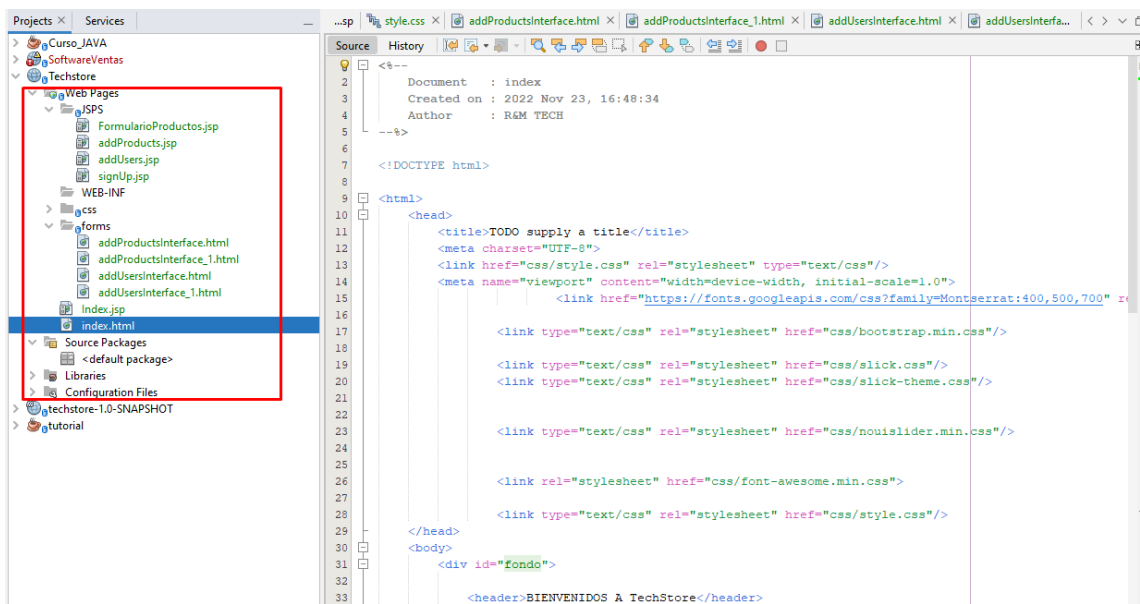 Projects
Services
...sp
style.css
addProductsInterface.html
addProductsInterface_1.html
addUsersInterface.html
addUsersInterfa...
Source
History
Curso_JAVA
SoftwareVentas
Techstore
Web Pages
JSPS
FormularioProductos.jsp
addProducts.jsp
addUsers.jsp
signUp.jsp
WEB-INF
css
forms
addProductsInterface.html
addProductsInterface_1.html
addUsersInterface.html
addUsersInterface_1.html
Index.jsp
index.html
Source Packages
<default package>
Libraries
Configuration Files
techstore-1.0-SNAPSHOT
tutorial
<%--
2 Document : index
3 Created on : 2022 Nov 23, 16:48:34
4 Author : R&M TECH
5 --%>
6
7 <!DOCTYPE html>
8
9 <html>
10 <head>
11 <title>TODO supply a title</title>
12 <meta charset="UTF-8">
13 <link href="css/style.css" rel="stylesheet" type="text/css"/>
14 <meta name="viewport" content="width=device-width, initial-scale=1.0">
15 <link href="https://fonts.googleapis.com/css?family=Montserrat:400,500,700" re
16
17 <link type="text/css" rel="stylesheet" href="css/bootstrap.min.css"/>
18
19 <link type="text/css" rel="stylesheet" href="css/slick.css"/>
20 <link type="text/css" rel="stylesheet" href="css/slick-theme.css"/>
21
22
23 <link type="text/css" rel="stylesheet" href="css/nouislider.min.css"/>
24
25
26 <link rel="stylesheet" href="css/font-awesome.min.css">
27
28 <link type="text/css" rel="stylesheet" href="css/style.css"/>
29 </head>
30 <body>
31 <div id="fondo">
32
33 <header>BIENVENIDOS A TechStore</header>